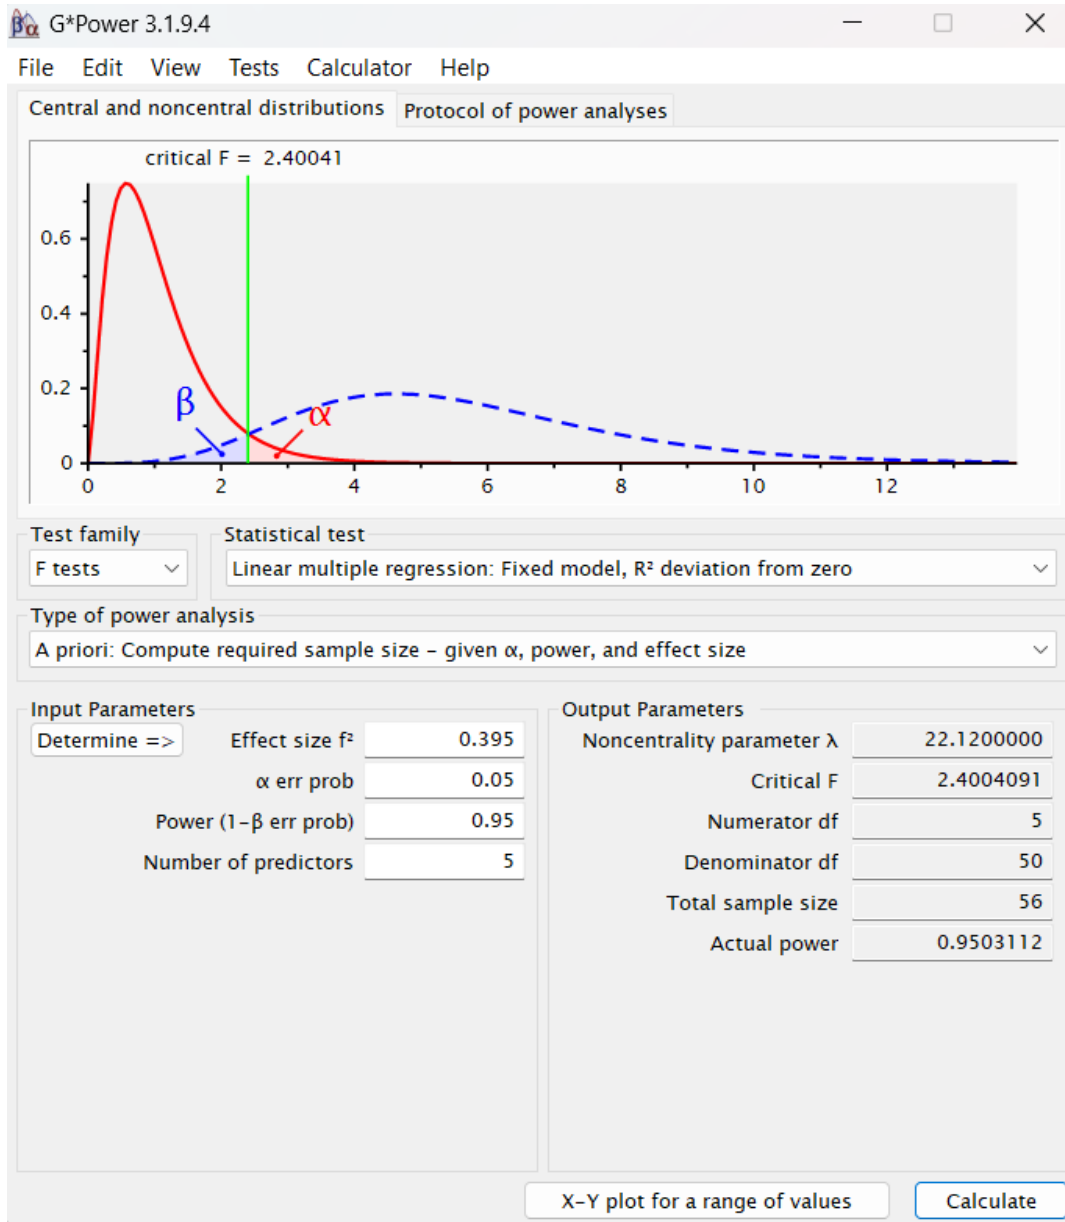 G*Power 3.1.9.4
File Edit View Tests Calculator Help
Central and noncentral distributions Protocol of power analyses
critical F = 2.40041
0.6
0.4
0.2
0
β
α
0 2 4 6 8 10 12
Test family
F tests
Statistical test
Linear multiple regression: Fixed model, R² deviation from zero
Type of power analysis
A priori: Compute required sample size – given α, power, and effect size
Input Parameters
Determine => Effect size f² 0.395
α err prob 0.05
Power (1-β err prob) 0.95
Number of predictors 5
Output Parameters
Noncentrality parameter λ 22.1200000
Critical F 2.4004091
Numerator df 5
Denominator df 50
Total sample size 56
Actual power 0.9503112
X-Y plot for a range of values Calculate